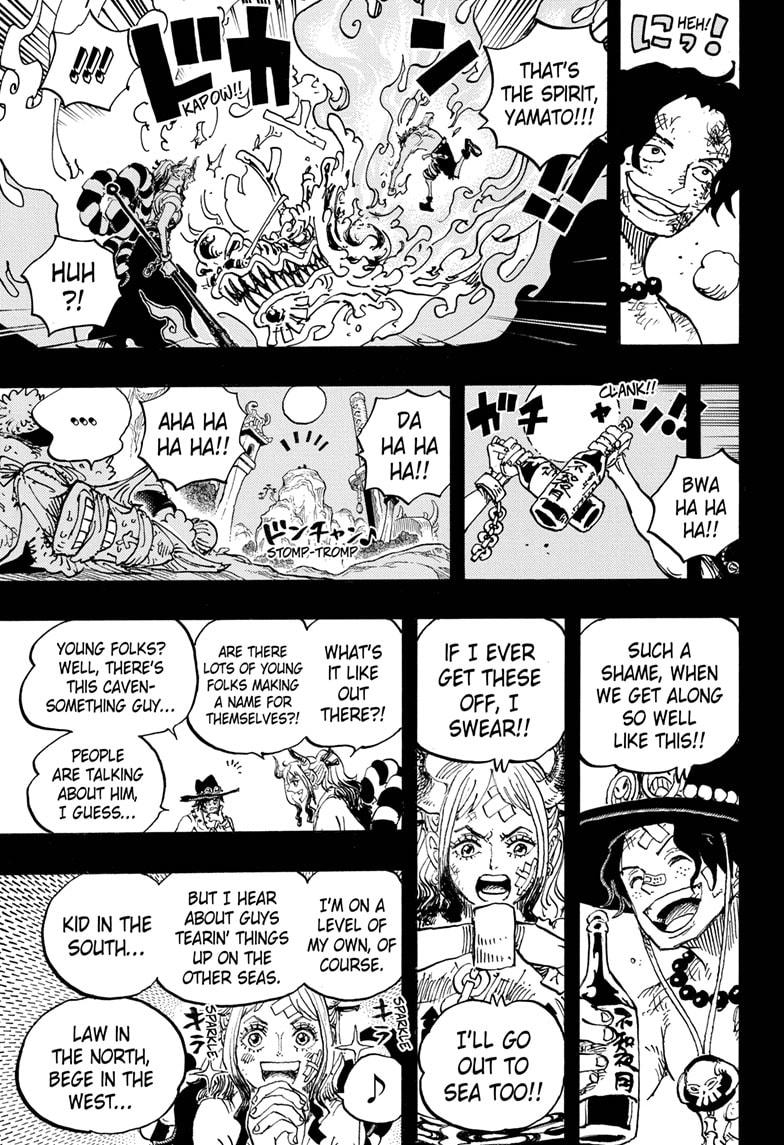 にっ!
HEH!
THAT'S
THE SPIRIT,
YAMATO!!!
ドカン
KAPOW!!
!!
!!!
HUH
?!
BWA
HA HA
HA!!
ガチャン!!
CLANK!!
DA
HA HA
HA!!
AHA HA
HA HA!!
ドンチャン♪
STOMP-TROMP
...
SUCH A
SHAME, WHEN
WE GET ALONG
SO WELL
LIKE THIS!!
IF I EVER
GET THESE
OFF, I
SWEAR!!
I'LL GO
OUT TO
SEA TOO!!
WHAT'S
IT LIKE
OUT
THERE?!
ARE THERE
LOTS OF YOUNG
FOLKS MAKING
A NAME FOR
THEMSELVES?!
YOUNG FOLKS?
WELL, THERE'S
THIS CAVEN-
SOMETHING GUY...
PEOPLE
ARE TALKING
ABOUT HIM,
I GUESS...
I'M ON A
LEVEL OF
MY OWN, OF
COURSE.
BUT I HEAR
ABOUT GUYS
TEARIN' THINGS
UP ON THE
OTHER SEAS.
KID IN THE
SOUTH...
LAW IN
THE NORTH,
BEGE IN THE
WEST...
キラ
SPARKLE
キラ
SPARKLE
♪